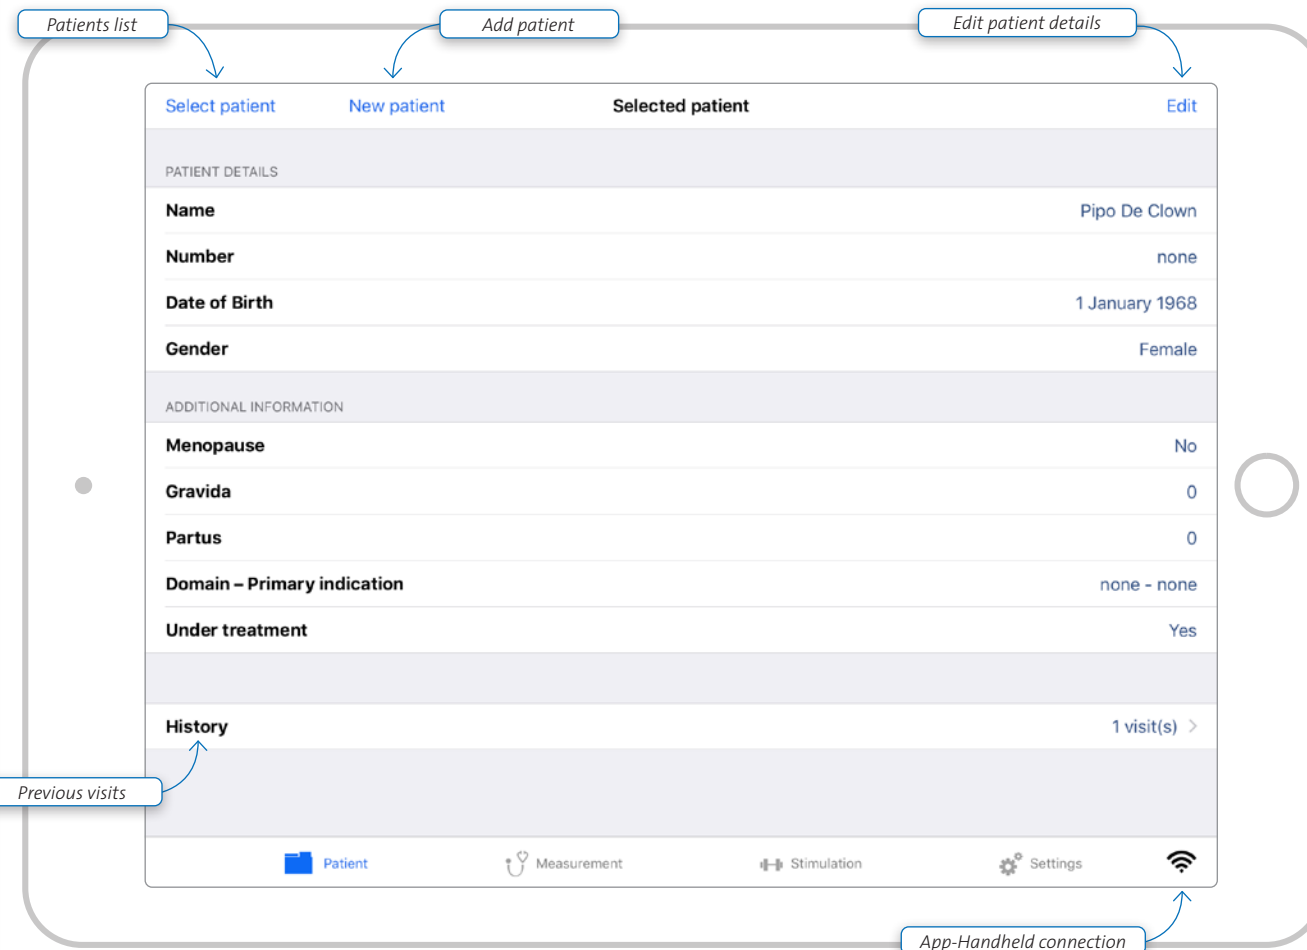 Patients list
Add patient
Edit patient details
Select patient New patient Selected patient Edit
PATIENT DETAILS
Name Pipo De Clown
Number none
Date of Birth 1 January 1968
Gender Female
ADDITIONAL INFORMATION
Menopause No
Gravida 0
Partus 0
Domain – Primary indication none - none
Under treatment Yes
History 1 visit(s)
Previous visits
Patient Measurement Stimulation Settings
App-Handheld connection